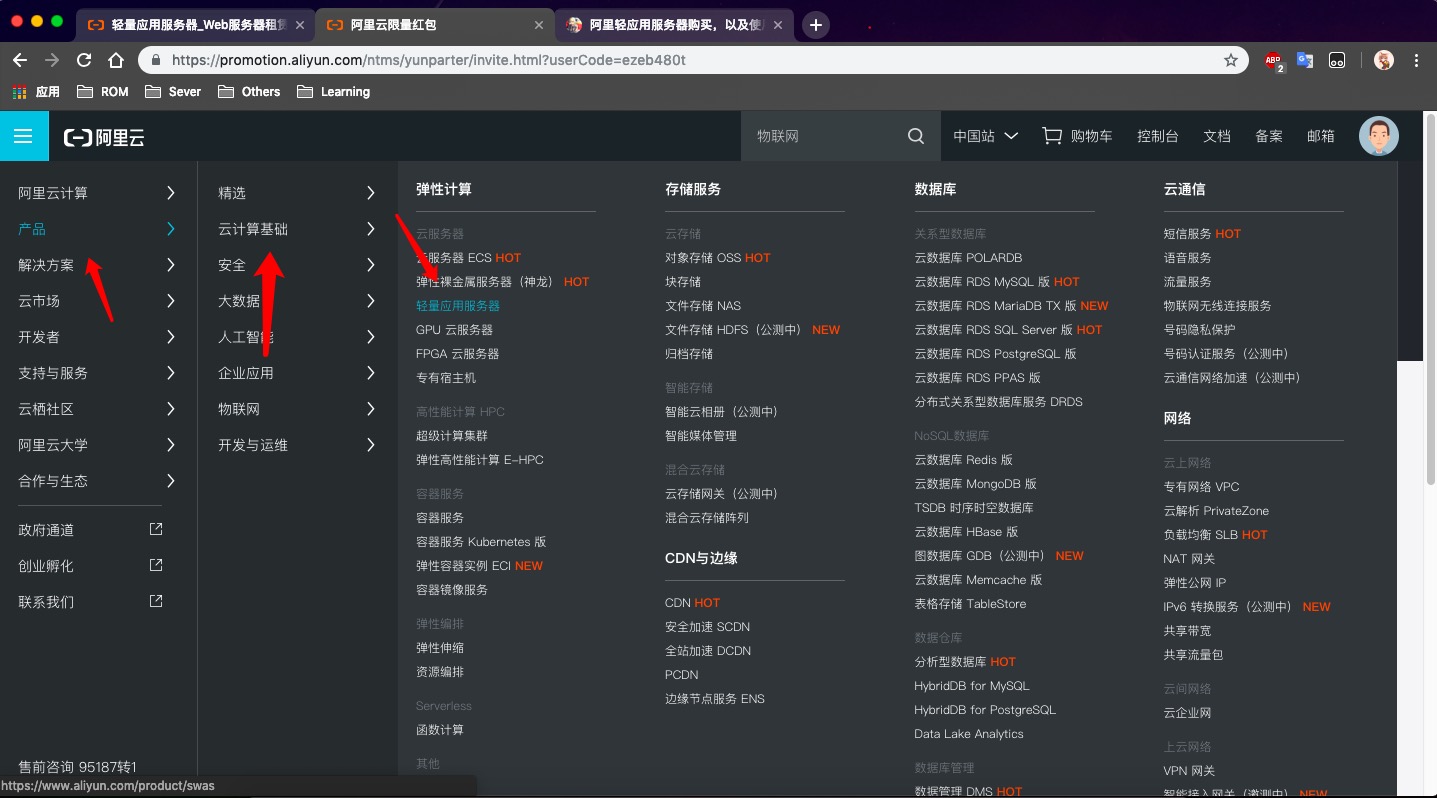 轻量应用服务器_Web服务器租赁
阿里云限量红包
阿里轻应用服务器购买，以及使用
https://promotion.aliyun.com/ntms/yunparter/invite.html?userCode=ezeb480t
ABP
2
应用
ROM
Sever
Others
Learning
阿里云
物联网
中国站
购物车
控制台
文档
备案
邮箱
阿里云计算
产品
解决方案
云市场
开发者
支持与服务
云栖社区
阿里云大学
合作与生态
政府通道
创业孵化
联系我们
售前咨询 95187转1
https://www.aliyun.com/product/swas
精选
云计算基础
安全
大数据
人工智能
企业应用
物联网
开发与运维
弹性计算
云服务器
云服务器 ECS HOT
弹性裸金属服务器（神龙） HOT
轻量应用服务器
GPU 云服务器
FPGA 云服务器
专有宿主机
高性能计算 HPC
超级计算集群
弹性高性能计算 E-HPC
容器服务
容器服务
容器服务 Kubernetes 版
弹性容器实例 ECI NEW
容器镜像服务
弹性编排
弹性伸缩
资源编排
Serverless
函数计算
其他
存储服务
云存储
对象存储 OSS HOT
块存储
文件存储 NAS
文件存储 HDFS（公测中） NEW
归档存储
智能存储
智能云相册（公测中）
智能媒体管理
混合云存储
云存储网关（公测中）
混合云存储阵列
CDN与边缘
CDN HOT
安全加速 SCDN
全站加速 DCDN
PCDN
边缘节点服务 ENS
数据库
关系型数据库
云数据库 POLARDB
云数据库 RDS MySQL 版 HOT
云数据库 RDS MariaDB TX 版 NEW
云数据库 RDS SQL Server 版 HOT
云数据库 RDS PostgreSQL 版
云数据库 RDS PPAS 版
分布式关系型数据库服务 DRDS
NoSQL数据库
云数据库 Redis 版
云数据库 MongoDB 版
TSDB 时序时空数据库
云数据库 HBase 版
图数据库 GDB（公测中） NEW
云数据库 Memcache 版
表格存储 TableStore
数据仓库
分析型数据库 HOT
HybridDB for MySQL
HybridDB for PostgreSQL
Data Lake Analytics
数据库管理
数据管理 DMS HOT
云通信
短信服务 HOT
语音服务
流量服务
物联网无线连接服务
号码隐私保护
号码认证服务（公测中）
云通信网络加速（公测中）
网络
云上网络
专有网络 VPC
云解析 PrivateZone
负载均衡 SLB HOT
NAT 网关
弹性公网 IP
IPv6 转换服务（公测中） NEW
共享带宽
共享流量包
云间网络
云企业网
上云网络
VPN 网关
智能接入网关（邀测中） NEW